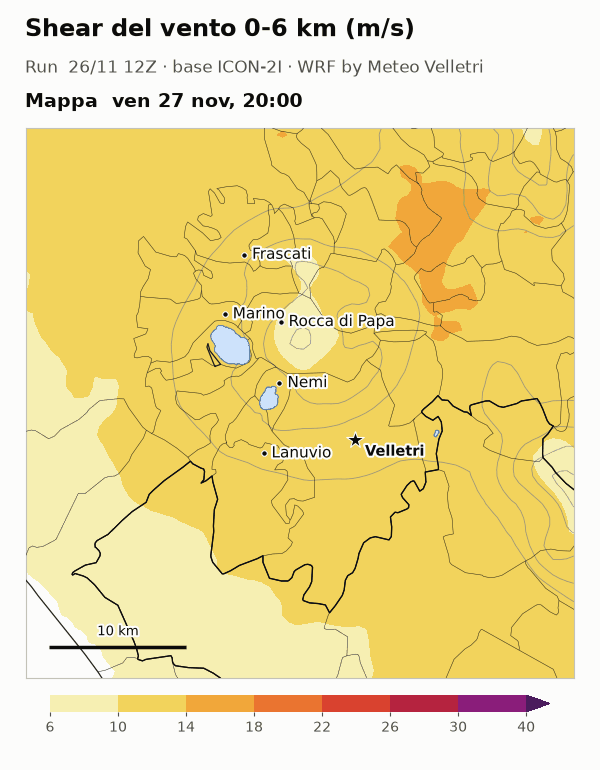 Shear del vento 0-6 km (m/s)
Run  26/11 12Z · base ICON-2I · WRF by Meteo Velletri
Mappa  ven 27 nov, 20:00
Frascati
Marino
Rocca di Papa
Nemi
Velletri
Lanuvio
10 km
6 10 14 18 22 26 30 40